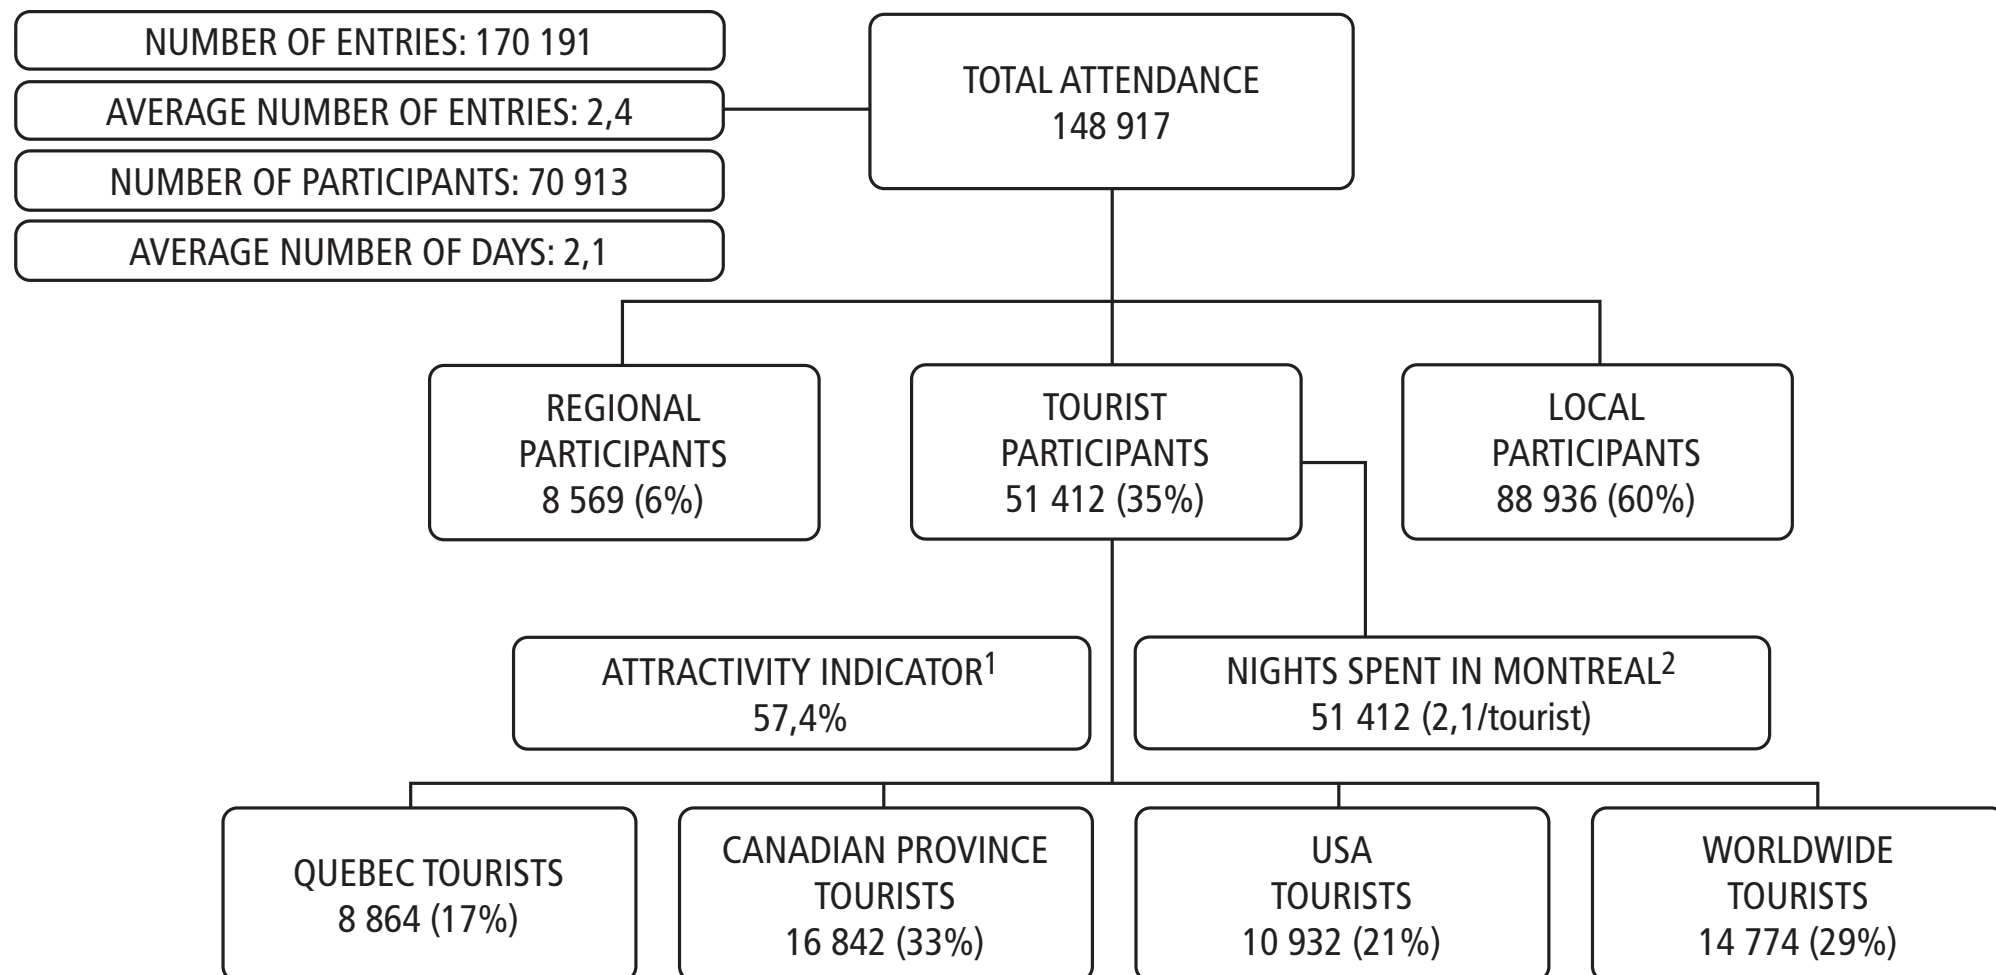 NUMBER OF ENTRIES: 170 191
AVERAGE NUMBER OF ENTRIES: 2,4
NUMBER OF PARTICIPANTS: 70 913
AVERAGE NUMBER OF DAYS: 2,1
TOTAL ATTENDANCE
148 917
REGIONAL
PARTICIPANTS
8 569 (6%)
TOURIST
PARTICIPANTS
51 412 (35%)
LOCAL
PARTICIPANTS
88 936 (60%)
ATTRACTIVITY INDICATOR1
57,4%
NIGHTS SPENT IN MONTREAL2
51 412 (2,1/tourist)
QUEBEC TOURISTS
8 864 (17%)
CANADIAN PROVINCE
TOURISTS
16 842 (33%)
USA
TOURISTS
10 932 (21%)
WORLDWIDE
TOURISTS
14 774 (29%)